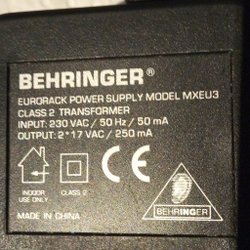 BEHRINGER®
EURORACK POWER SUPPLY MODEL MXEU3
CLASS 2 TRANSFORMER
INPUT: 230 VAC / 50 Hz / 50 mA
OUTPUT: 2*17 VAC / 250 mA
INDOOR
USE ONLY
CLASS 2
CE
BEHRINGER
MADE IN CHINA